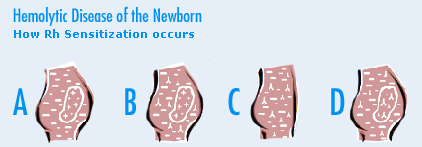 Hemolytic Disease of the Newborn
How Rh Sensitization occurs
A B C D